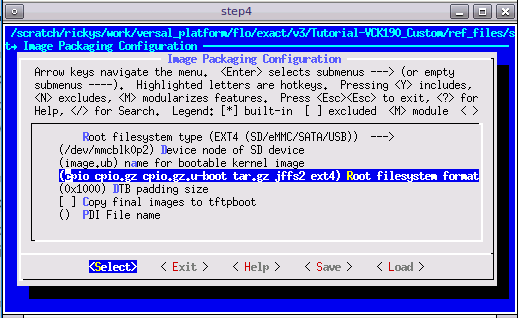 step4
/scratch/rickys/work/versal_platform/flo/exact/v3/Tutorial-VCK190_Custom/ref_files/s
t→ Image Packaging Configuration
Image Packaging Configuration
Arrow keys navigate the menu. <Enter> selects submenus ---> (or empty
submenus ----). Highlighted letters are hotkeys. Pressing <Y> includes,
<N> excludes, <M> modularizes features. Press <Esc><Esc> to exit, <?> for
Help, </> for Search. Legend: [*] built-in [ ] excluded <M> module < >
Root filesystem type (EXT4 (SD/eMMC/SATA/USB)) --->
(/dev/mmcblk0p2) Device node of SD device
(image.ub) name for bootable kernel image
(cpio cpio.gz cpio.gz.u-boot tar.gz jffs2 ext4) Root filesystem format
(0x1000) DTB padding size
[ ] Copy final images to tftpboot
() PDI File name
<Select> < Exit > < Help > < Save > < Load >